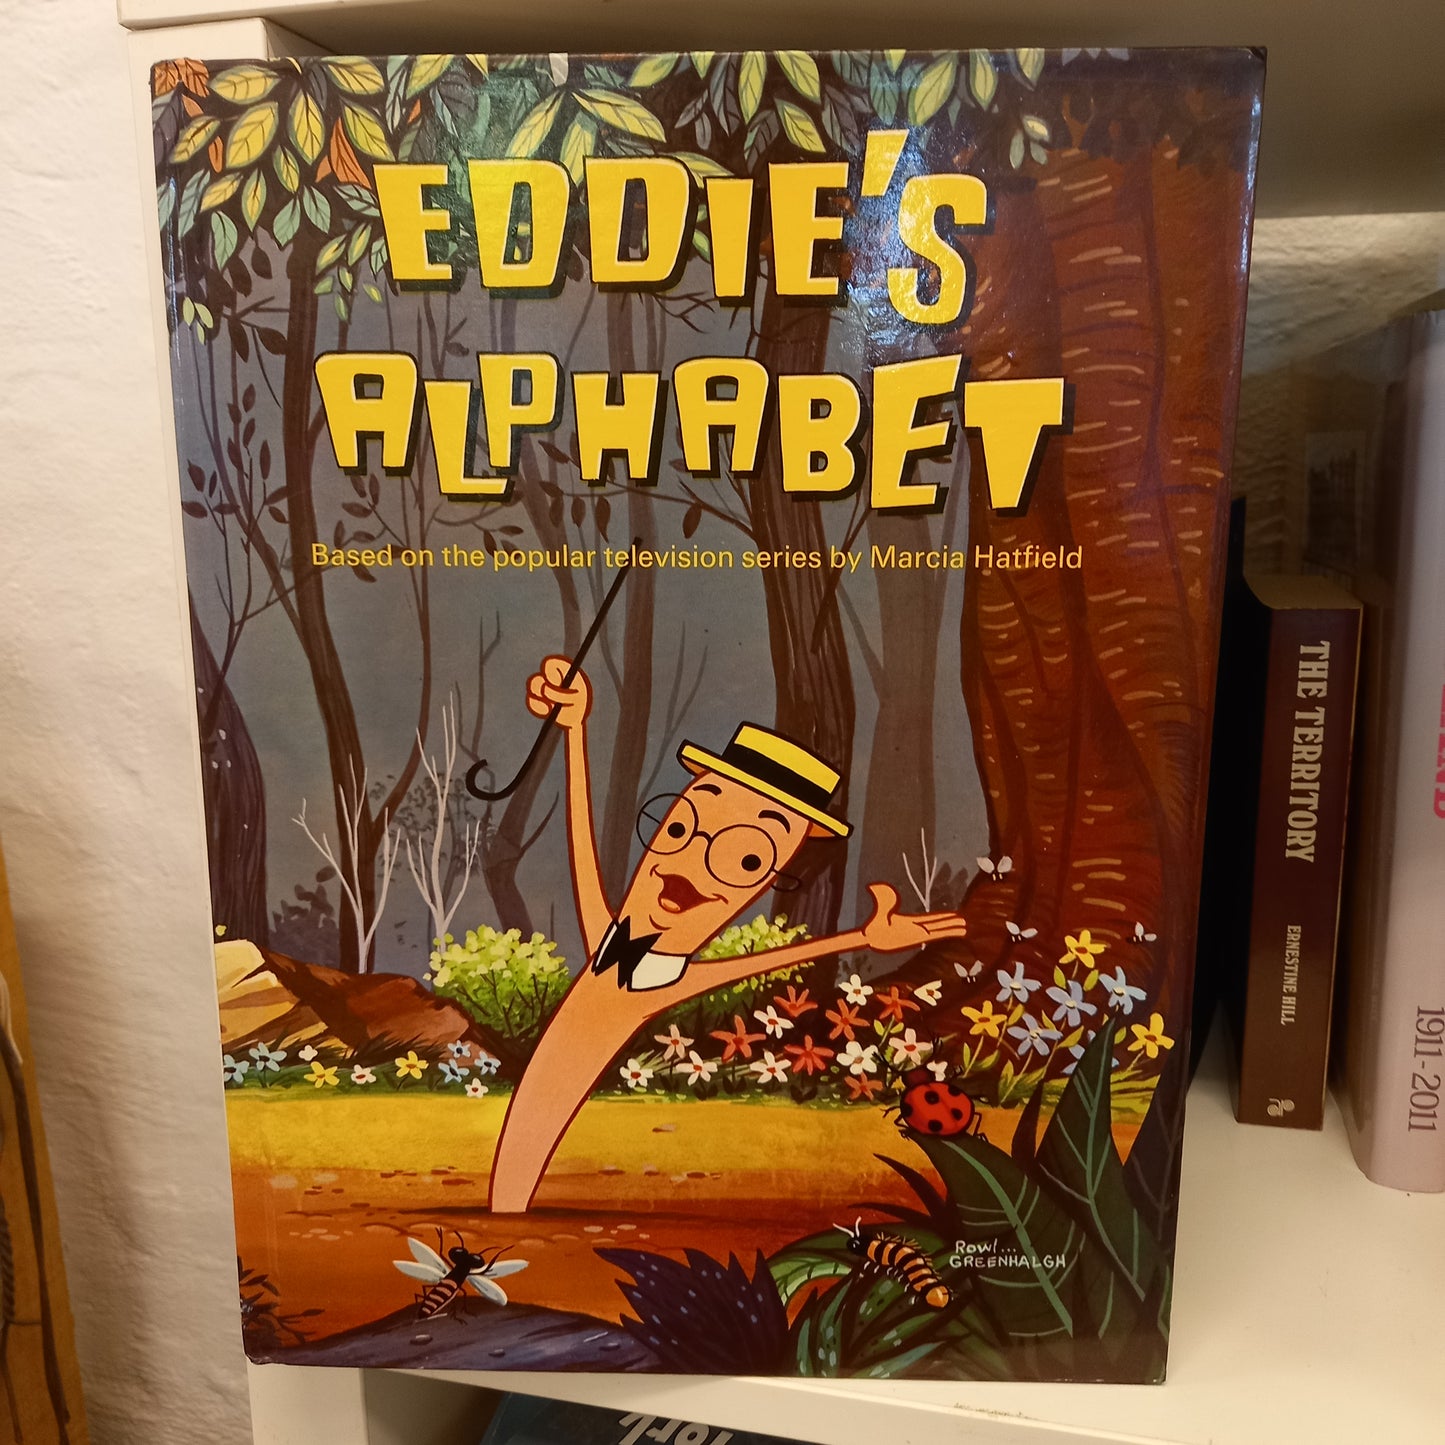 EDDIE'S
ALPHABET
Based on the popular television series by Marcia Hatfield
Rowl...
GREENHALGH
THE TERRITORY
ERNESTINE HILL
1911-2011